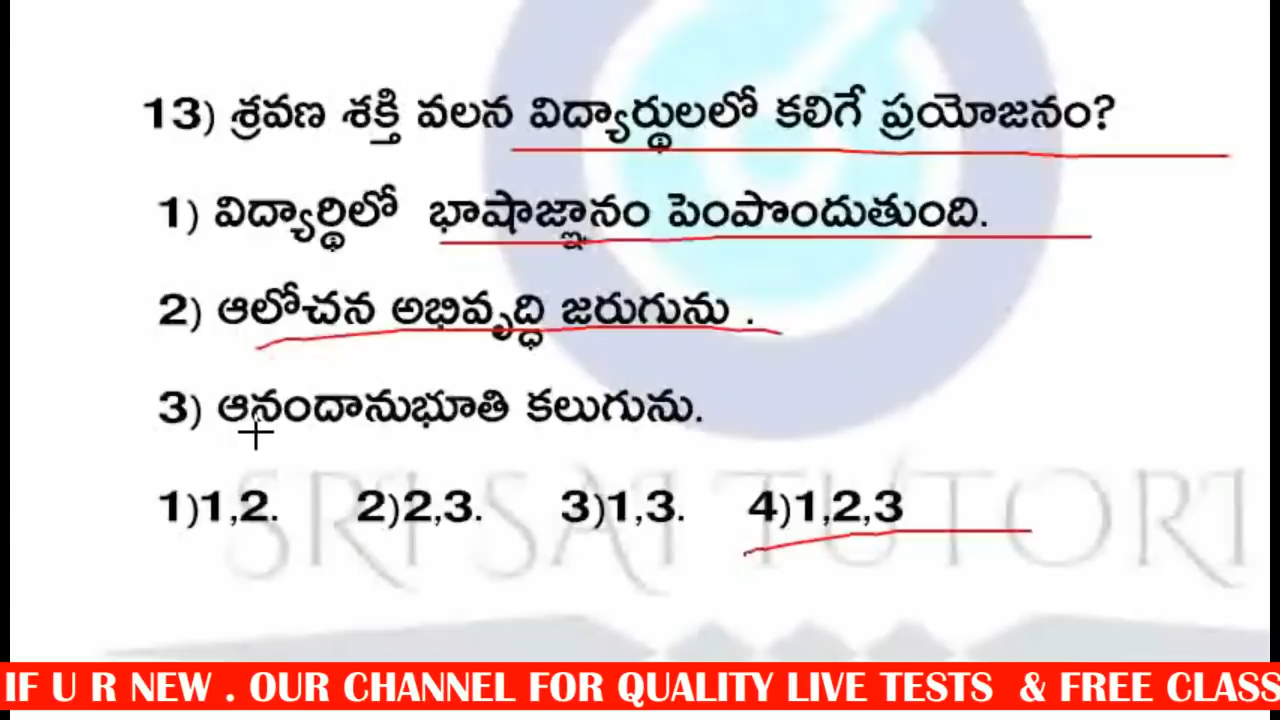 13) శ్రవణ శక్తి వలన విద్యార్థులలో కలిగే ప్రయోజనం?
1) విద్యార్థిలో భాషాజ్ఞానం పెంపొందుతుంది.
2) ఆలోచన అభివృద్ధి జరుగును .
3) ఆనందానుభూతి కలుగును.
1)1,2. 2)2,3. 3)1,3. 4)1,2,3
SRI SAI TUTORI
IF U R NEW . OUR CHANNEL FOR QUALITY LIVE TESTS & FREE CLASS